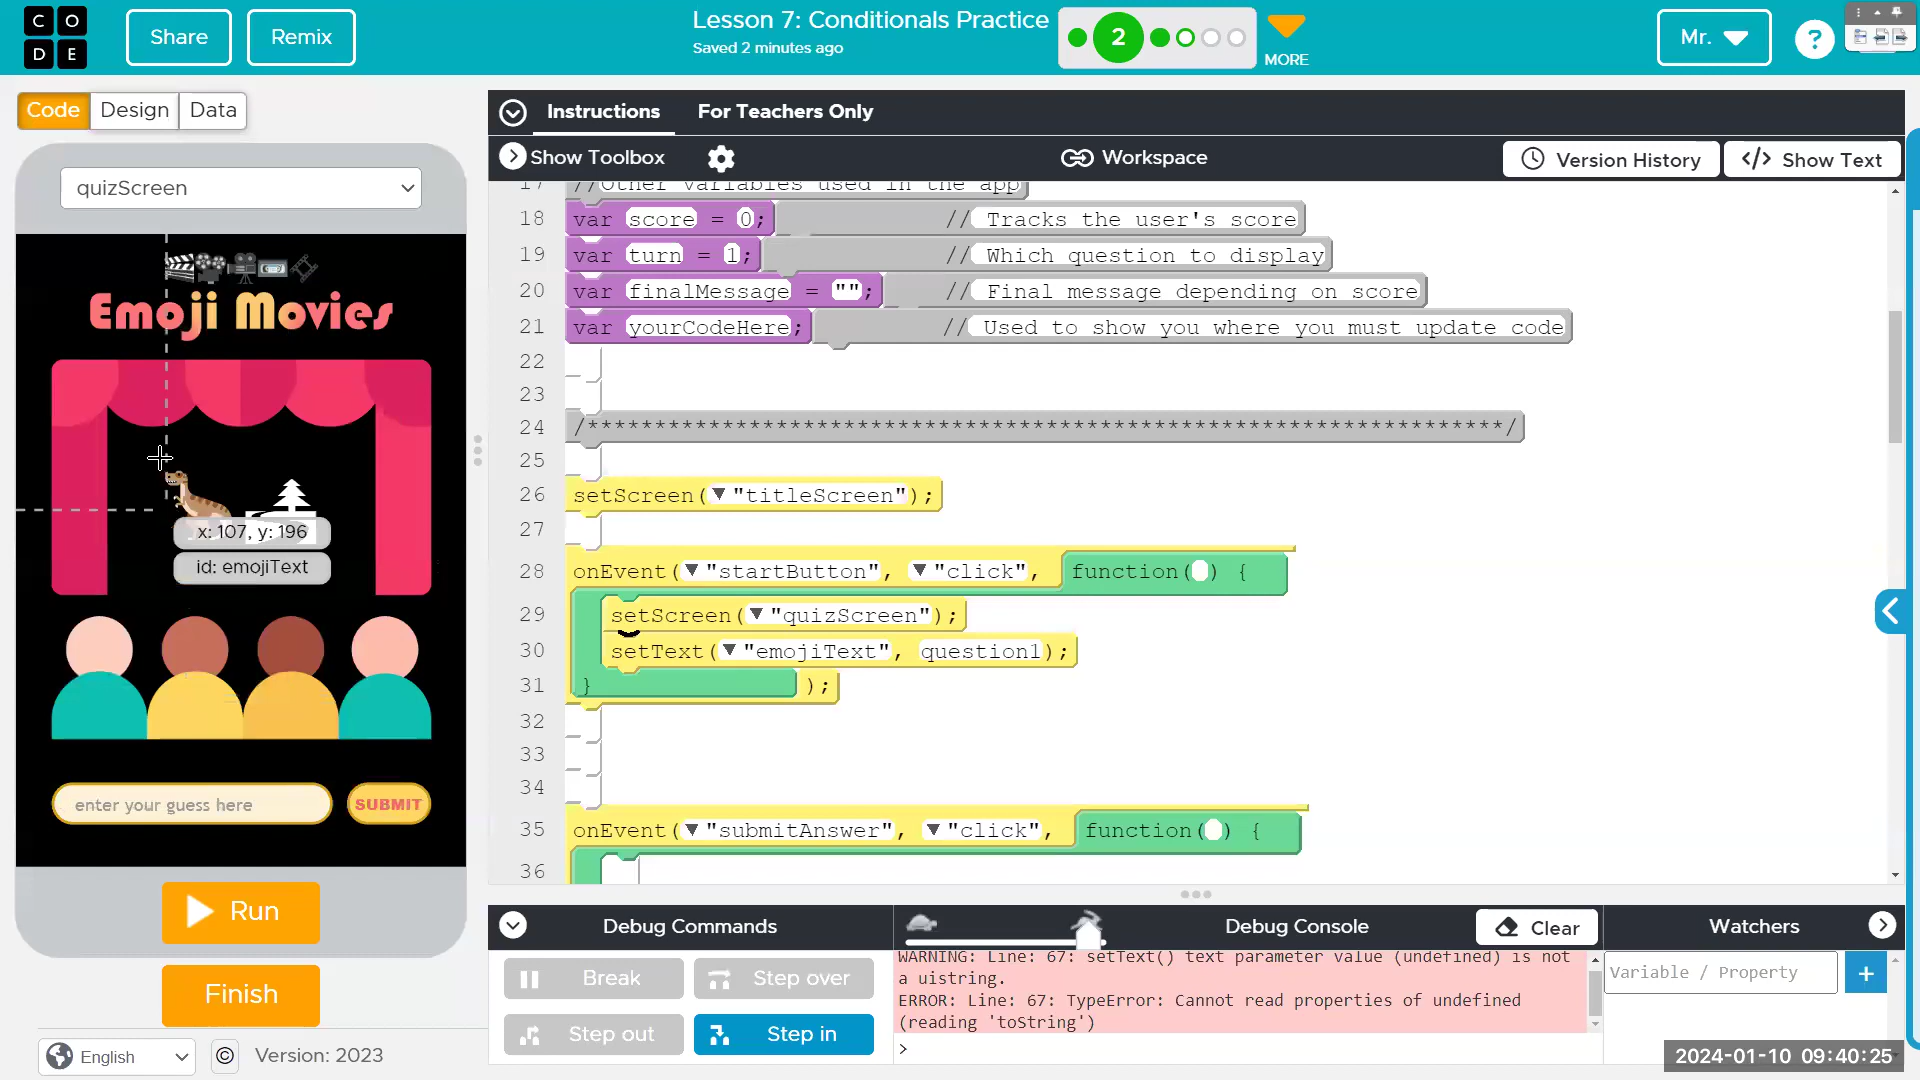 C O
D E
Share
Remix
Lesson 7: Conditionals Practice
Saved 2 minutes ago
2
MORE
Mr.
?
Code
Design
Data
Instructions
For Teachers Only
Show Toolbox
Workspace
Version History
</> Show Text
quizScreen
Emoji Movies
x: 107, y: 196
id: emojiText
enter your guess here
SUBMIT
Run
Finish
English
© Version: 2023
17 //Other variables used in the app
18 var score = 0; // Tracks the user's score
19 var turn = 1; // Which question to display
20 var finalMessage = ""; // Final message depending on score
21 var yourCodeHere; // Used to show you where you must update code
22
23
24 /*********************************************************************/
25
26 setScreen(▼"titleScreen");
27
28 onEvent(▼"startButton", ▼"click", function() {
29 setScreen(▼"quizScreen");
30 setText(▼"emojiText", question1);
31 } );
32
33
34
35 onEvent(▼"submitAnswer", ▼"click", function() {
36
Debug Commands
Debug Console
Clear
Watchers
Break
Step over
Step out
Step in
WARNING: Line: 67: setText() text parameter value (undefined) is not
a uistring.
ERROR: Line: 67: TypeError: Cannot read properties of undefined
(reading 'toString')
>
Variable / Property
+
2024-01-10 09:40:25